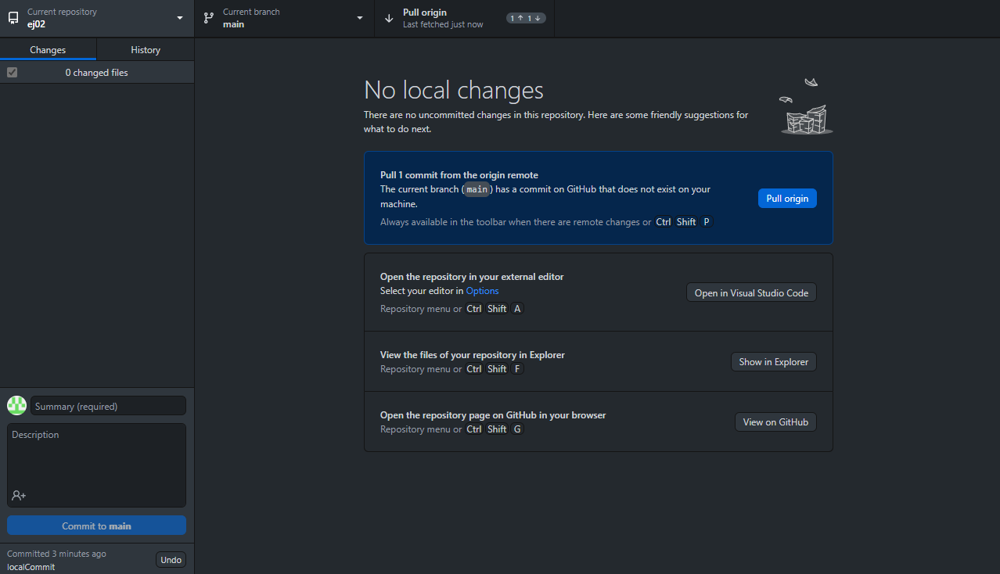 Current repository
ej02
Current branch
main
Pull origin
Last fetched just now
1 ↑ 1 ↓
Changes
History
0 changed files
No local changes
There are no uncommitted changes in this repository. Here are some friendly suggestions for
what to do next.
Pull 1 commit from the origin remote
The current branch (main) has a commit on GitHub that does not exist on your
machine.
Always available in the toolbar when there are remote changes or Ctrl Shift P
Pull origin
Open the repository in your external editor
Select your editor in Options
Repository menu or Ctrl Shift A
Open in Visual Studio Code
View the files of your repository in Explorer
Repository menu or Ctrl Shift F
Show in Explorer
Open the repository page on GitHub in your browser
Repository menu or Ctrl Shift G
View on GitHub
Summary (required)
Description
Commit to main
Committed 3 minutes ago
localCommit
Undo